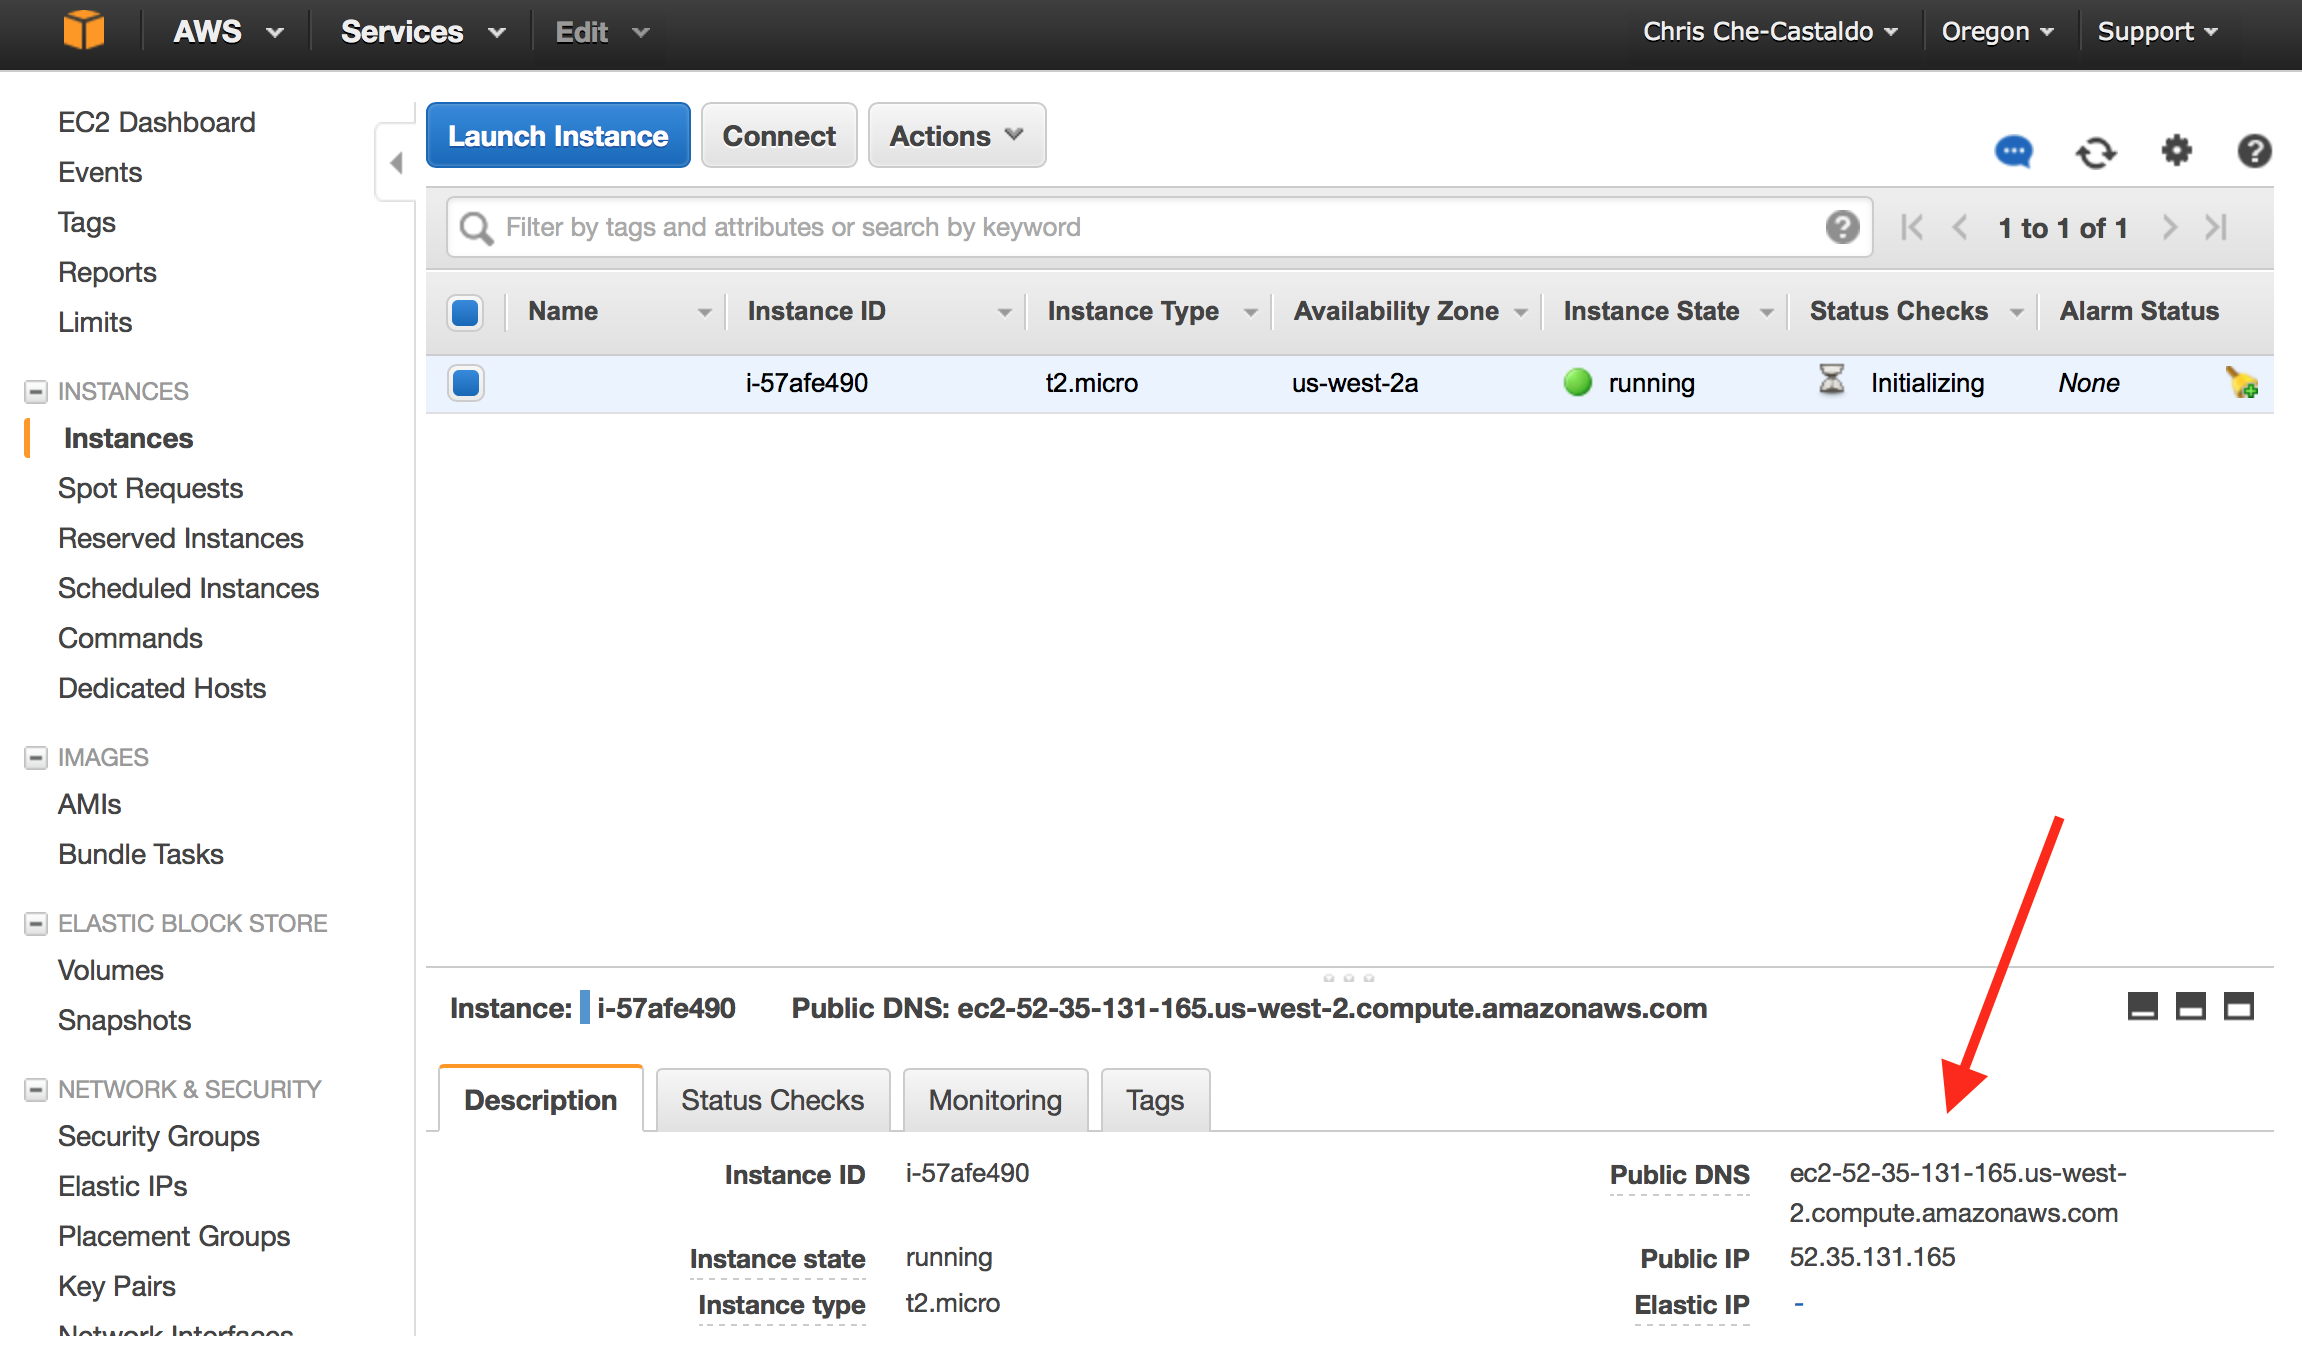 AWS Services Edit Chris Che-Castaldo Oregon Support
EC2 Dashboard
Events
Tags
Reports
Limits
INSTANCES
Instances
Spot Requests
Reserved Instances
Scheduled Instances
Commands
Dedicated Hosts
IMAGES
AMIs
Bundle Tasks
ELASTIC BLOCK STORE
Volumes
Snapshots
NETWORK & SECURITY
Security Groups
Elastic IPs
Placement Groups
Key Pairs
Network Interfaces
Launch Instance Connect Actions
Filter by tags and attributes or search by keyword 1 to 1 of 1
Name Instance ID Instance Type Availability Zone Instance State Status Checks Alarm Status
i-57afe490 t2.micro us-west-2a running Initializing None
Instance: i-57afe490 Public DNS: ec2-52-35-131-165.us-west-2.compute.amazonaws.com
Description Status Checks Monitoring Tags
Instance ID i-57afe490 Public DNS ec2-52-35-131-165.us-west-
2.compute.amazonaws.com
Instance state running Public IP 52.35.131.165
Instance type t2.micro Elastic IP -